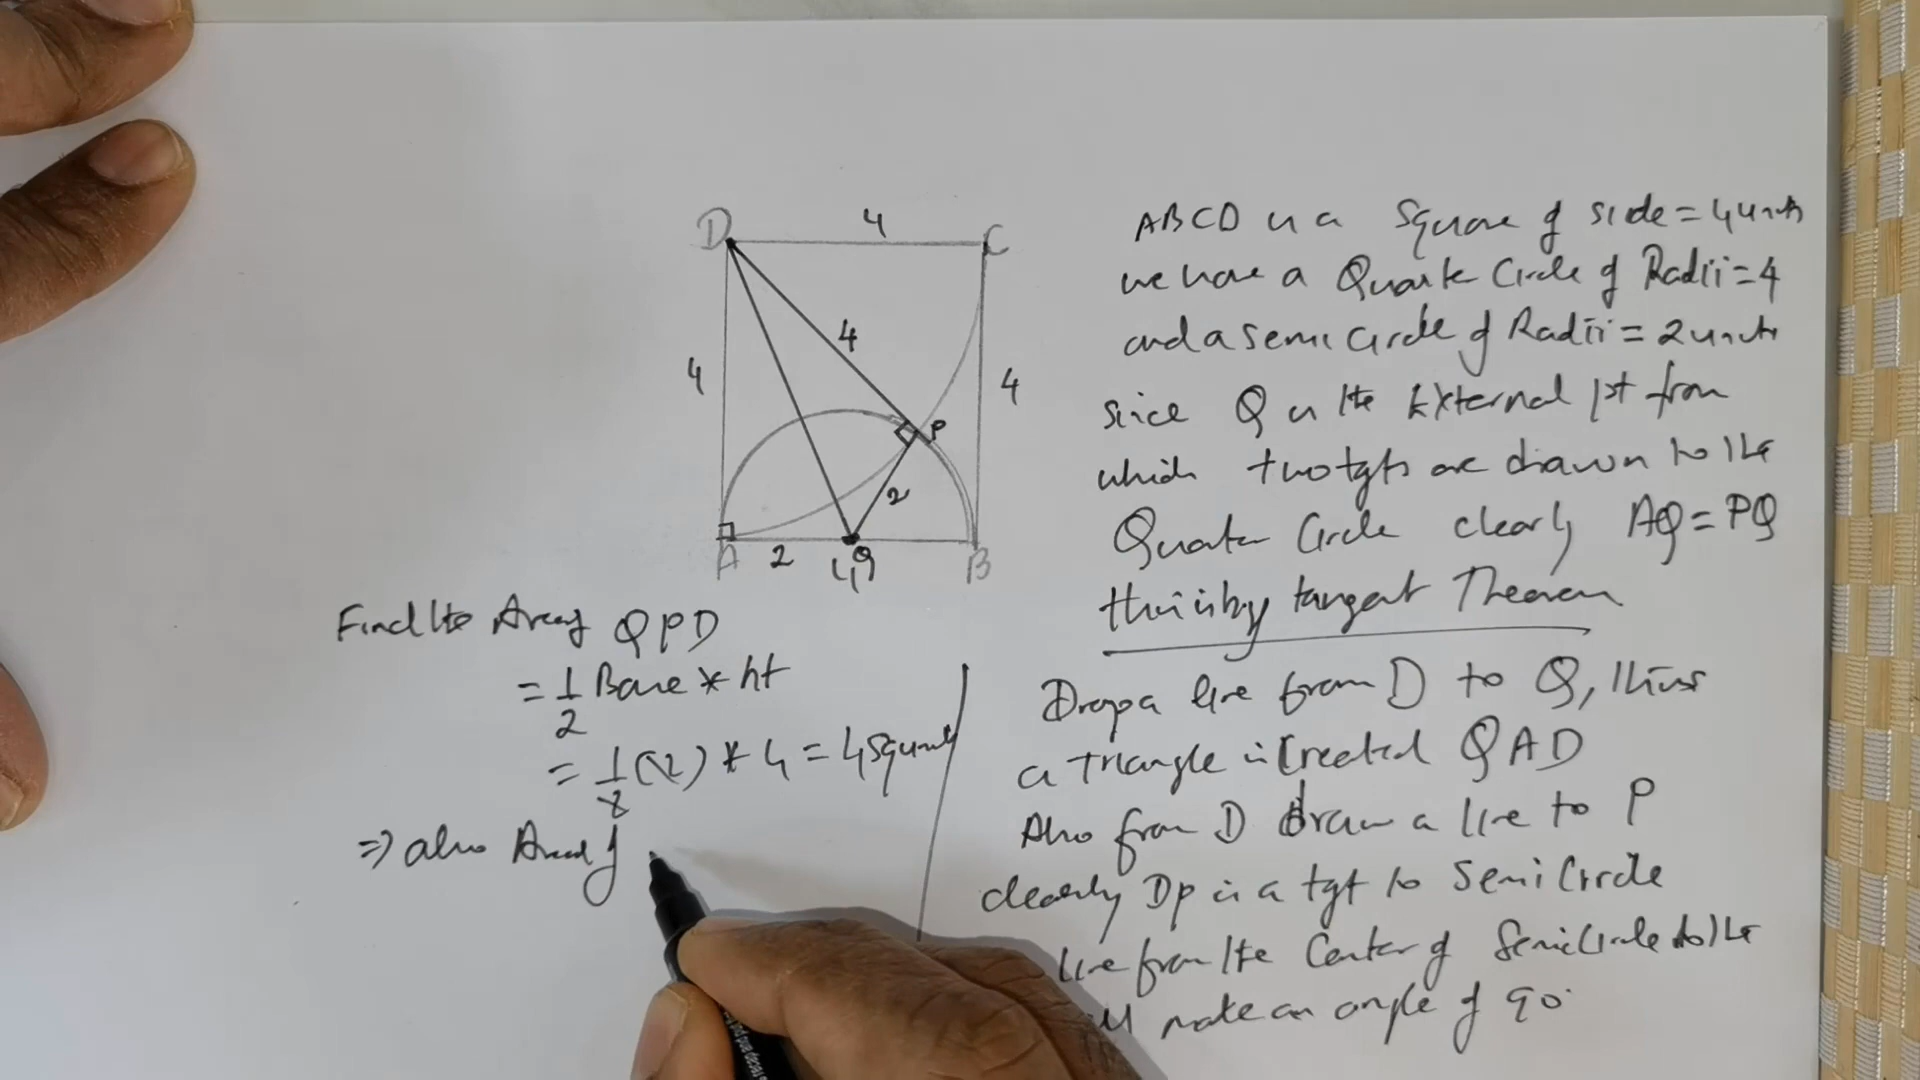 D 4 C
4 4 4
P
2
A 2 4 Q B
ABCD is a Square of side = 4 units
we have a Quarte Circle of Radii = 4
and a semi Circle of Radii = 2 units
since Q is the External pt from
which two tgts are drawn to the
Quater Circle clearly AQ = PQ
this is by tangent Theorem
Drop a line from D to Q, thus
a triangle is Created QAD
Also from D draw a line to P
clearly DP is a tgt to Semi Circle
line from the Center of Semi Circle to the
make an angle of 90°
Find the Area of QPD
= 1/2 Base * ht
= 1/2 (2) * 4 = 4 sq units
⇒ also Area of